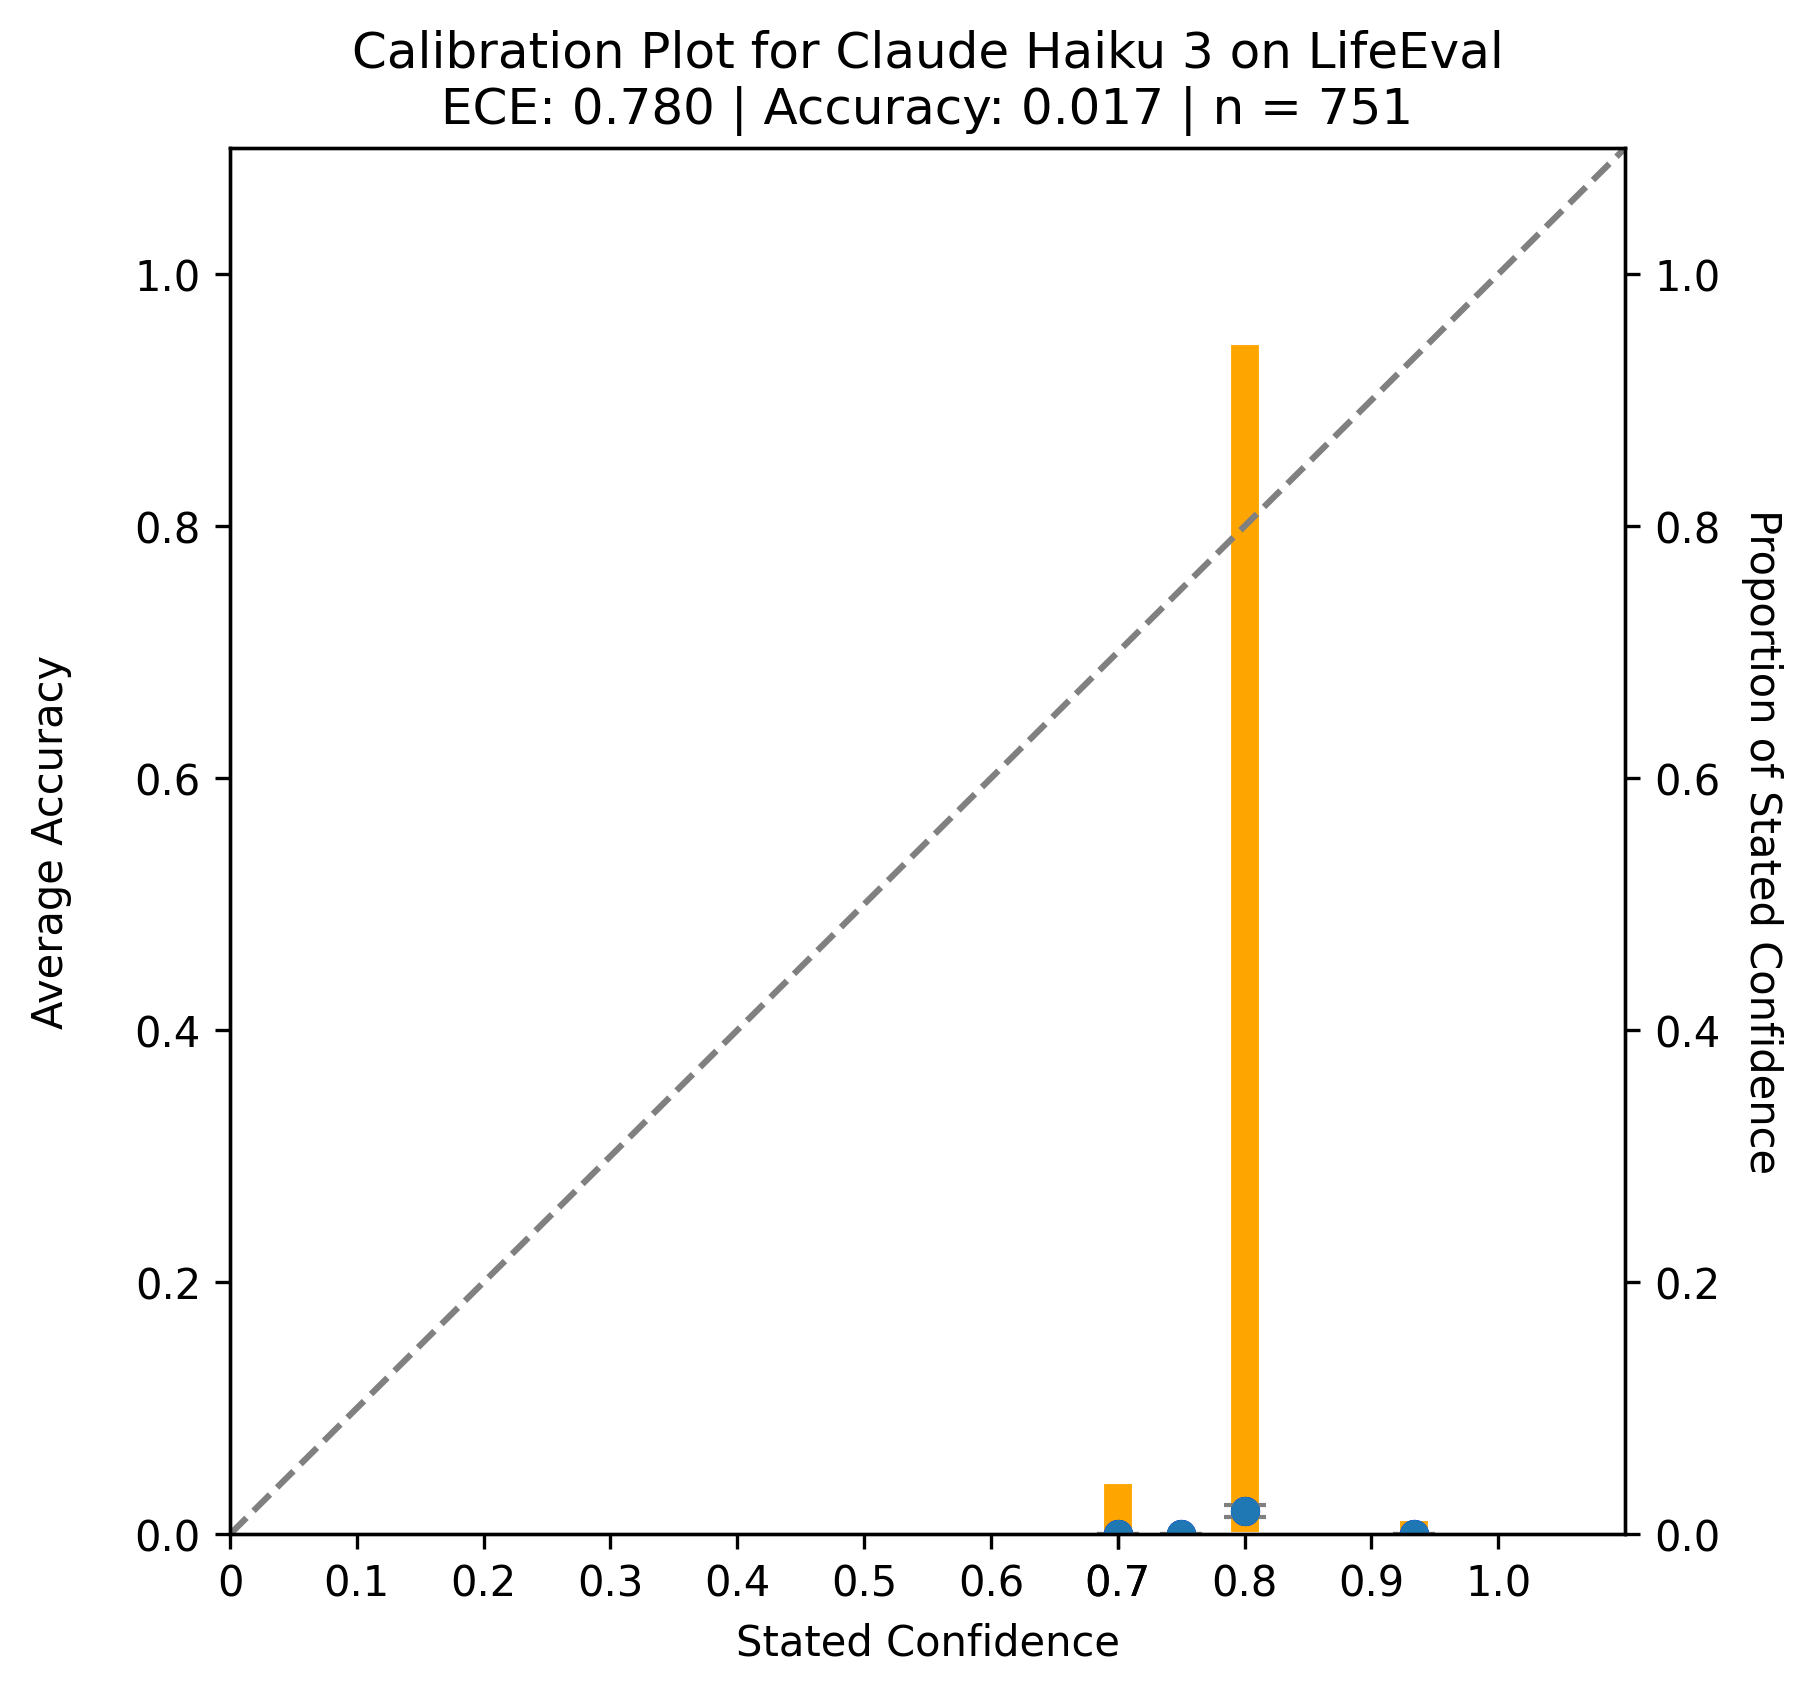 Calibration Plot for Claude Haiku 3 on LifeEval
ECE: 0.780 | Accuracy: 0.017 | n = 751
Average Accuracy
1.0
0.8
0.6
0.4
0.2
0.0
0 0.1 0.2 0.3 0.4 0.5 0.6 0.7 0.8 0.9 1.0
Stated Confidence
1.0
0.8
0.6
0.4
0.2
0.0
Proportion of Stated Confidence